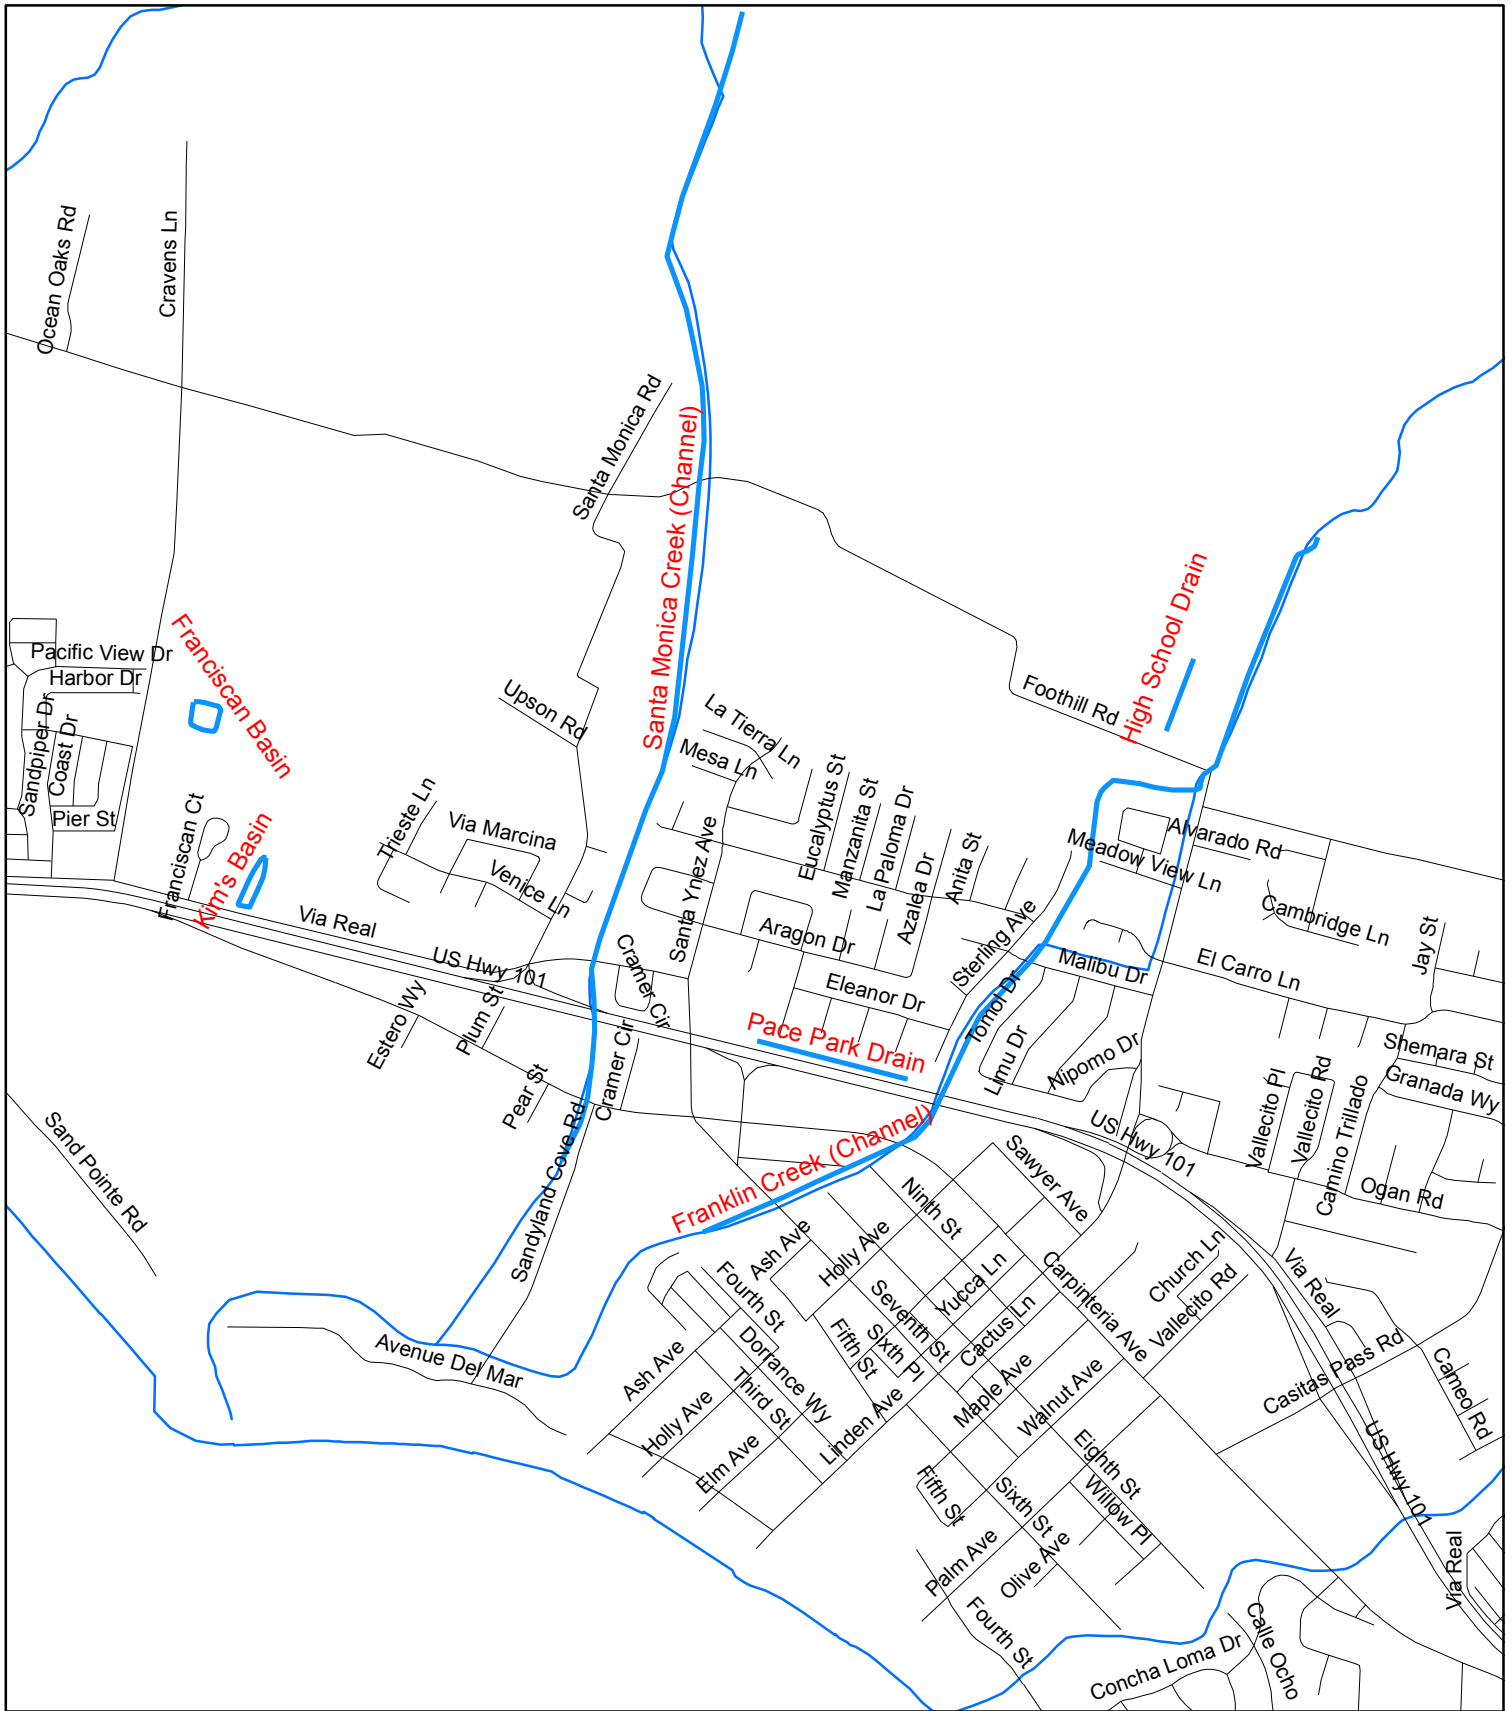 Ocean Oaks Rd
Cravens Ln
Santa Monica Rd
Santa Monica Creek (Channel)
High School Drain
Franciscan Basin
Pacific View Dr
Harbor Dr
Sandpiper Dr
Coast Dr
Pier St
Upson Rd
La Tierra Ln
Mesa Ln
Foothill Rd
Franciscan Ct
Kim's Basin
Trieste Ln
Via Marcina
Venice Ln
Santa Ynez Ave
Eucalyptus St
Manzanita St
La Paloma Dr
Azalea Dr
Anita St
Alvarado Rd
Meadow View Ln
Cambridge Ln
Jay St
Via Real
US Hwy 101
Cramer Cir
Aragon Dr
Eleanor Dr
Sterling Ave
Malibu Dr
El Carro Ln
Estero Wy
Plum St
Pear St
Cramer Cir
Pace Park Drain
Tomol Dr
Limu Dr
Nipomo Dr
Shemara St
Granada Wy
Vallecito Pl
Vallecito Rd
Camino Trillado
Ogan Rd
US Hwy 101
Sand Pointe Rd
Sandyland Cove Rd
Franklin Creek (Channel)
Sawyer Ave
Ninth St
Ash Ave
Holly Ave
Fourth St
Yucca Ln
Carpinteria Ave
Church Ln
Vallecito Rd
Via Real
Seventh St
Cactus Ln
Sixth Pl
Fifth St
Dorrance Wy
Avenue Del Mar
Ash Ave
Third St
Holly Ave
Elm Ave
Linden Ave
Maple Ave
Walnut Ave
Casitas Pass Rd
Cameo Rd
Eighth St
Willow Pl
Fifth St
Sixth St
US Hwy 101
Palm Ave
Olive Ave
Fourth St
Via Real
Calle Ocho
Concha Loma Dr